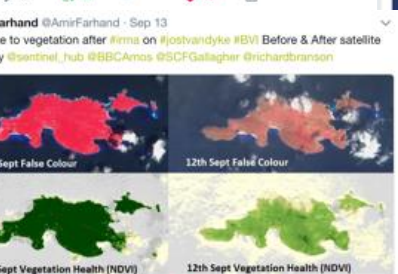 arhand @AmirFarhand · Sep 13
e to vegetation after #irma on #jostvandyke #BVI Before & After satellite
y @sentinel_hub @BBCAmos @SCFGallagher @richardbranson
Sept False Colour
12th Sept False Colour
Sept Vegetation Health (NDVI)
12th Sept Vegetation Health (NDVI)